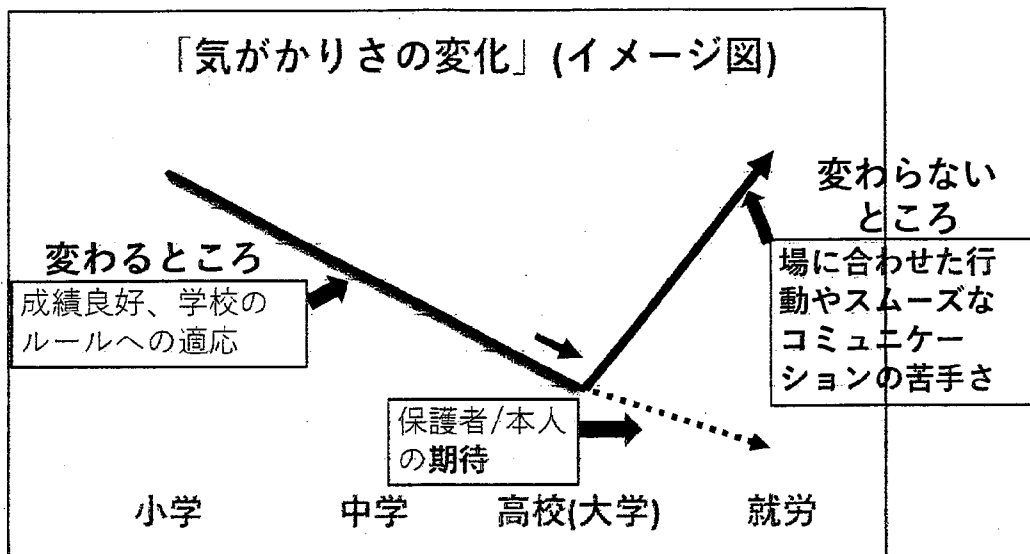 「気がかりさの変化」(イメージ図)
変わらない
ところ
場に合わせた行
動やスムーズな
コミュニケー
ションの苦手さ
変わるところ
成績良好、学校の
ルールへの適応
保護者/本人
の期待
小学 中学 高校(大学) 就労